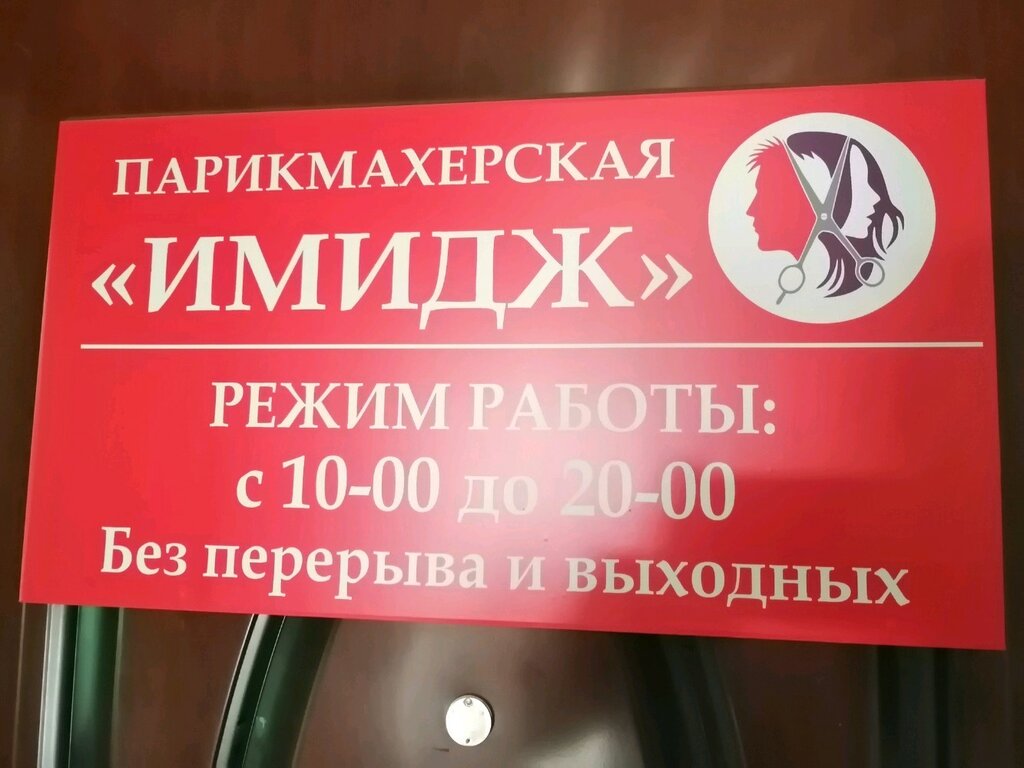 ПАРИКМАХЕРСКАЯ
«ИМИДЖ»
РЕЖИМ РАБОТЫ:
с 10-00 до 20-00
Без перерыва и выходных